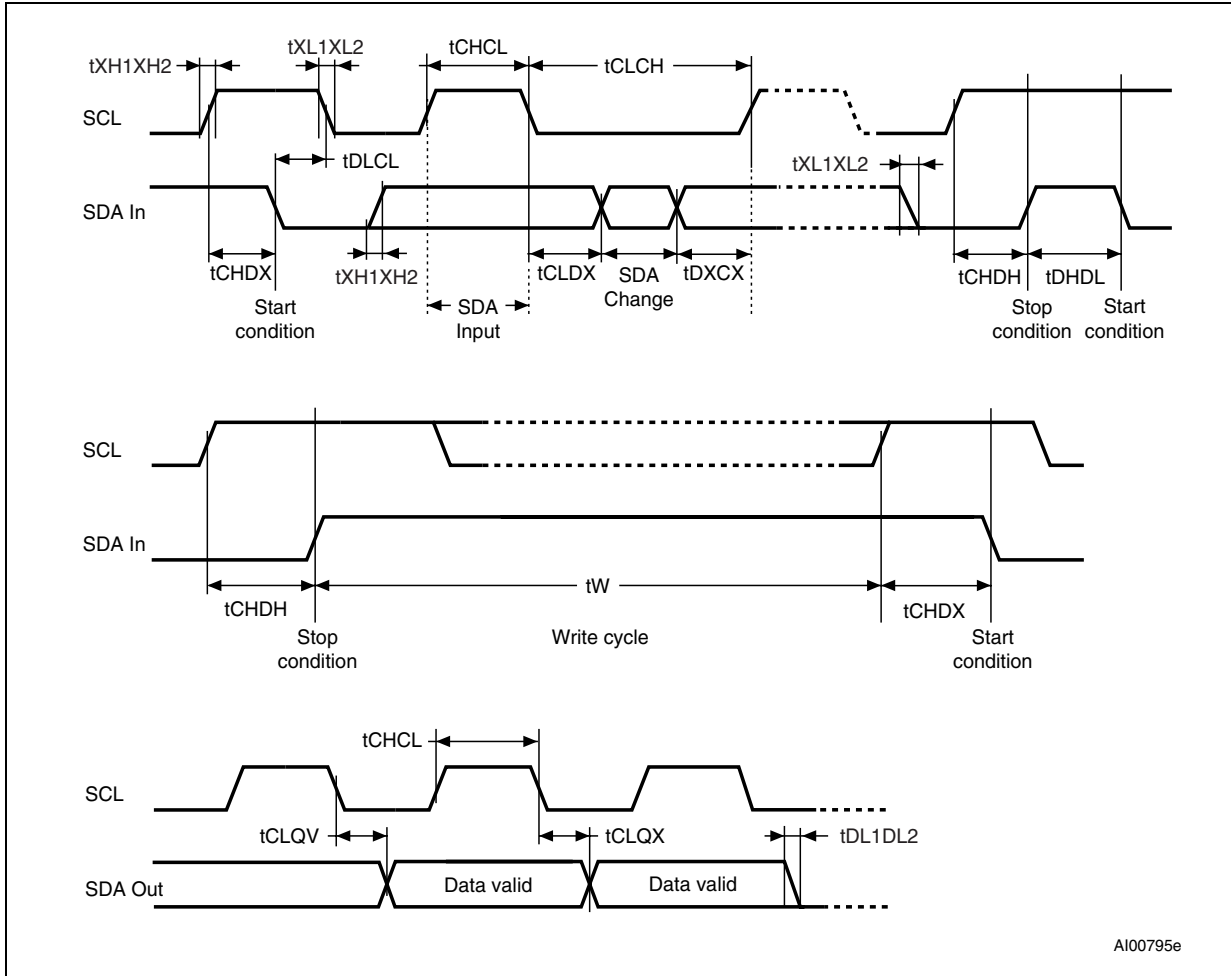 tXH1XH2
tXL1XL2
tCHCL
tCLCH
SCL
tDLCL
tXL1XL2
SDA In
tCHDX
tXH1XH2
tCLDX
SDA
Change
tDXCX
tCHDH
tDHDL
Start
condition
SDA
Input
Stop
condition
Start
condition
SCL
SDA In
tCHDH
tW
tCHDX
Stop
condition
Write cycle
Start
condition
tCHCL
SCL
tCLQV
tCLQX
tDL1DL2
SDA Out
Data valid
Data valid
AI00795e